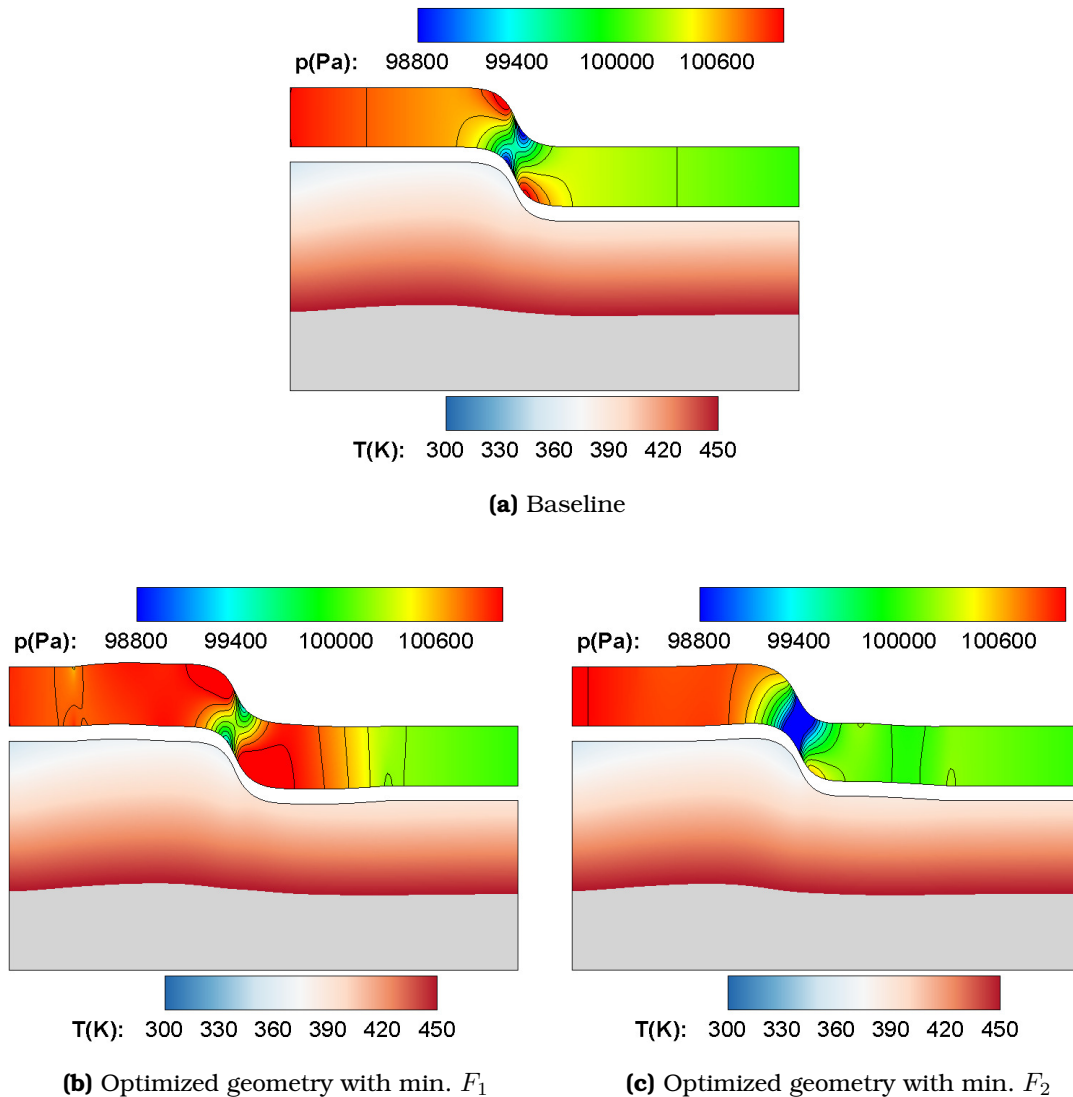 p(Pa): 98800 99400 100000 100600
T(K): 300 330 360 390 420 450
(a) Baseline
p(Pa): 98800 99400 100000 100600
T(K): 300 330 360 390 420 450
(b) Optimized geometry with min. F₁
p(Pa): 98800 99400 100000 100600
T(K): 300 330 360 390 420 450
(c) Optimized geometry with min. F₂